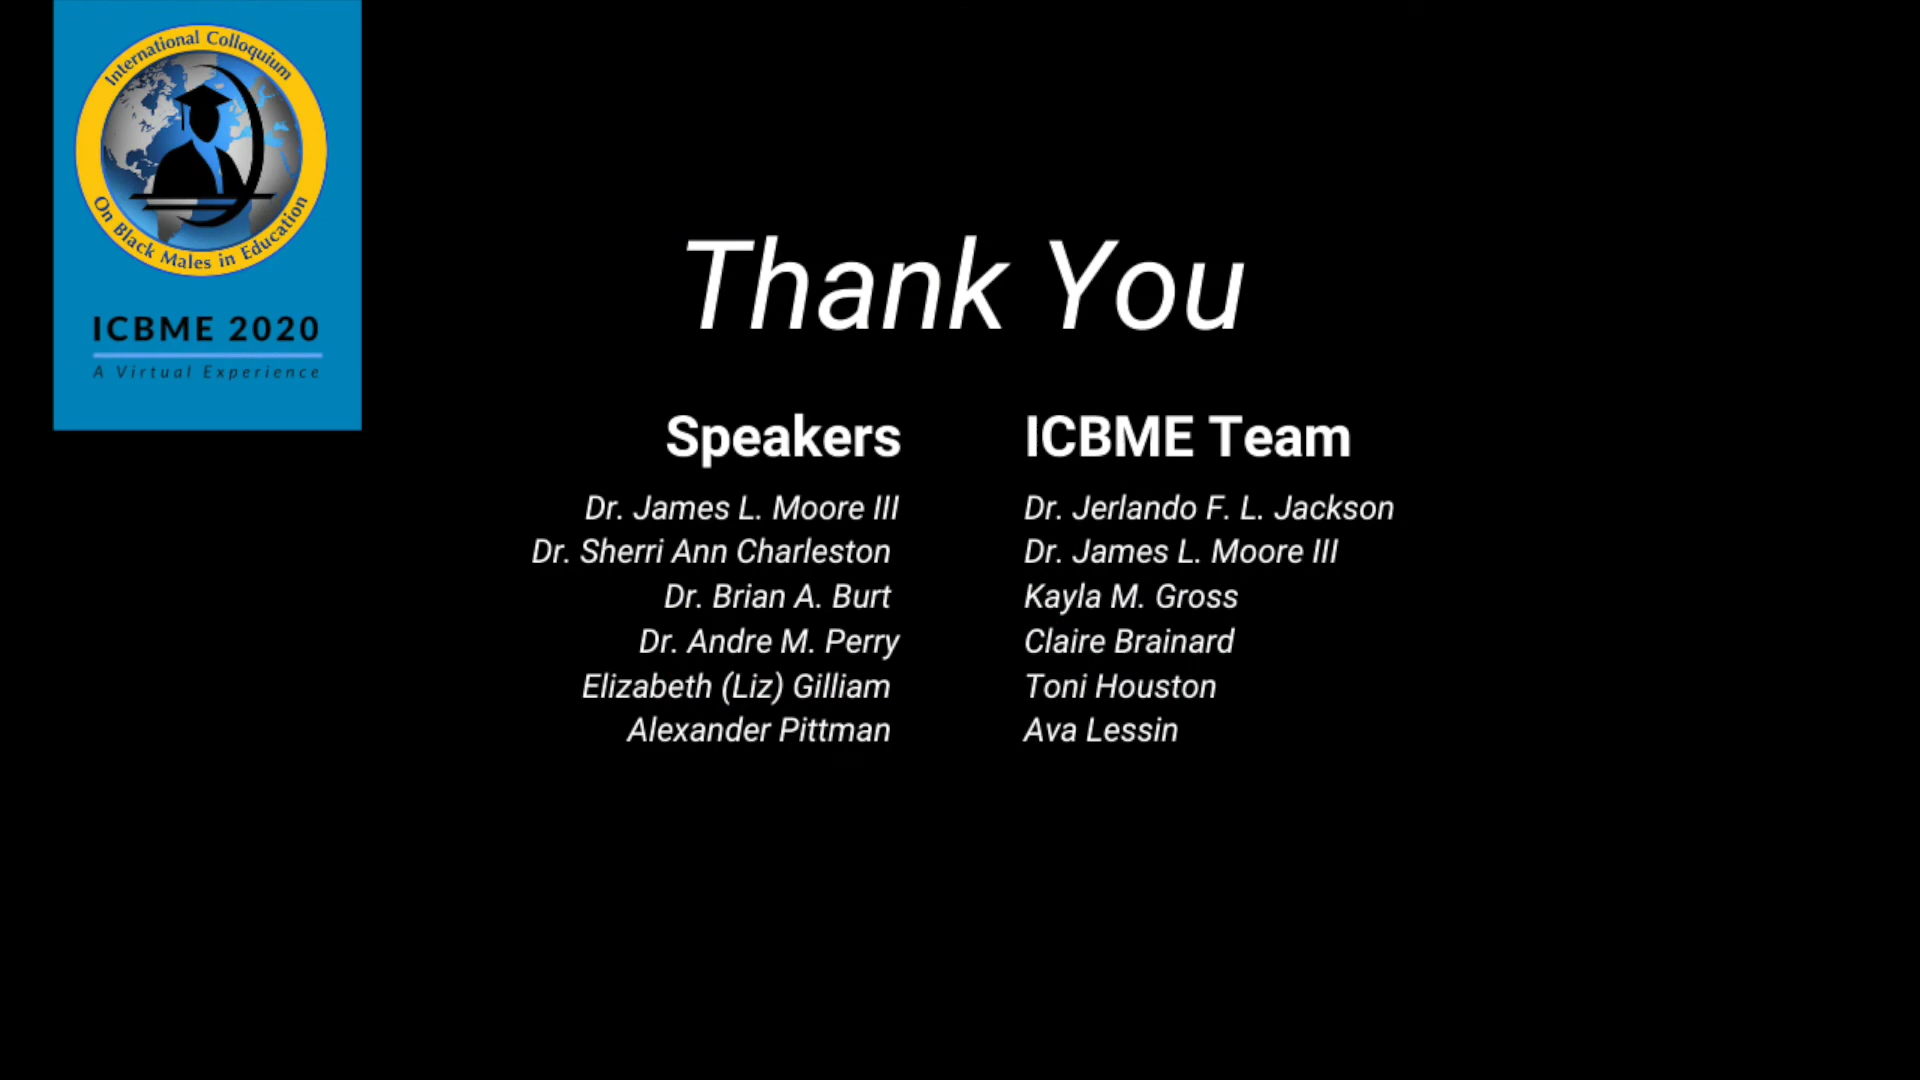 International Colloquium
On Black Males in Education
ICBME 2020
A Virtual Experience
Thank You
Speakers
Dr. James L. Moore III
Dr. Sherri Ann Charleston
Dr. Brian A. Burt
Dr. Andre M. Perry
Elizabeth (Liz) Gilliam
Alexander Pittman
ICBME Team
Dr. Jerlando F. L. Jackson
Dr. James L. Moore III
Kayla M. Gross
Claire Brainard
Toni Houston
Ava Lessin